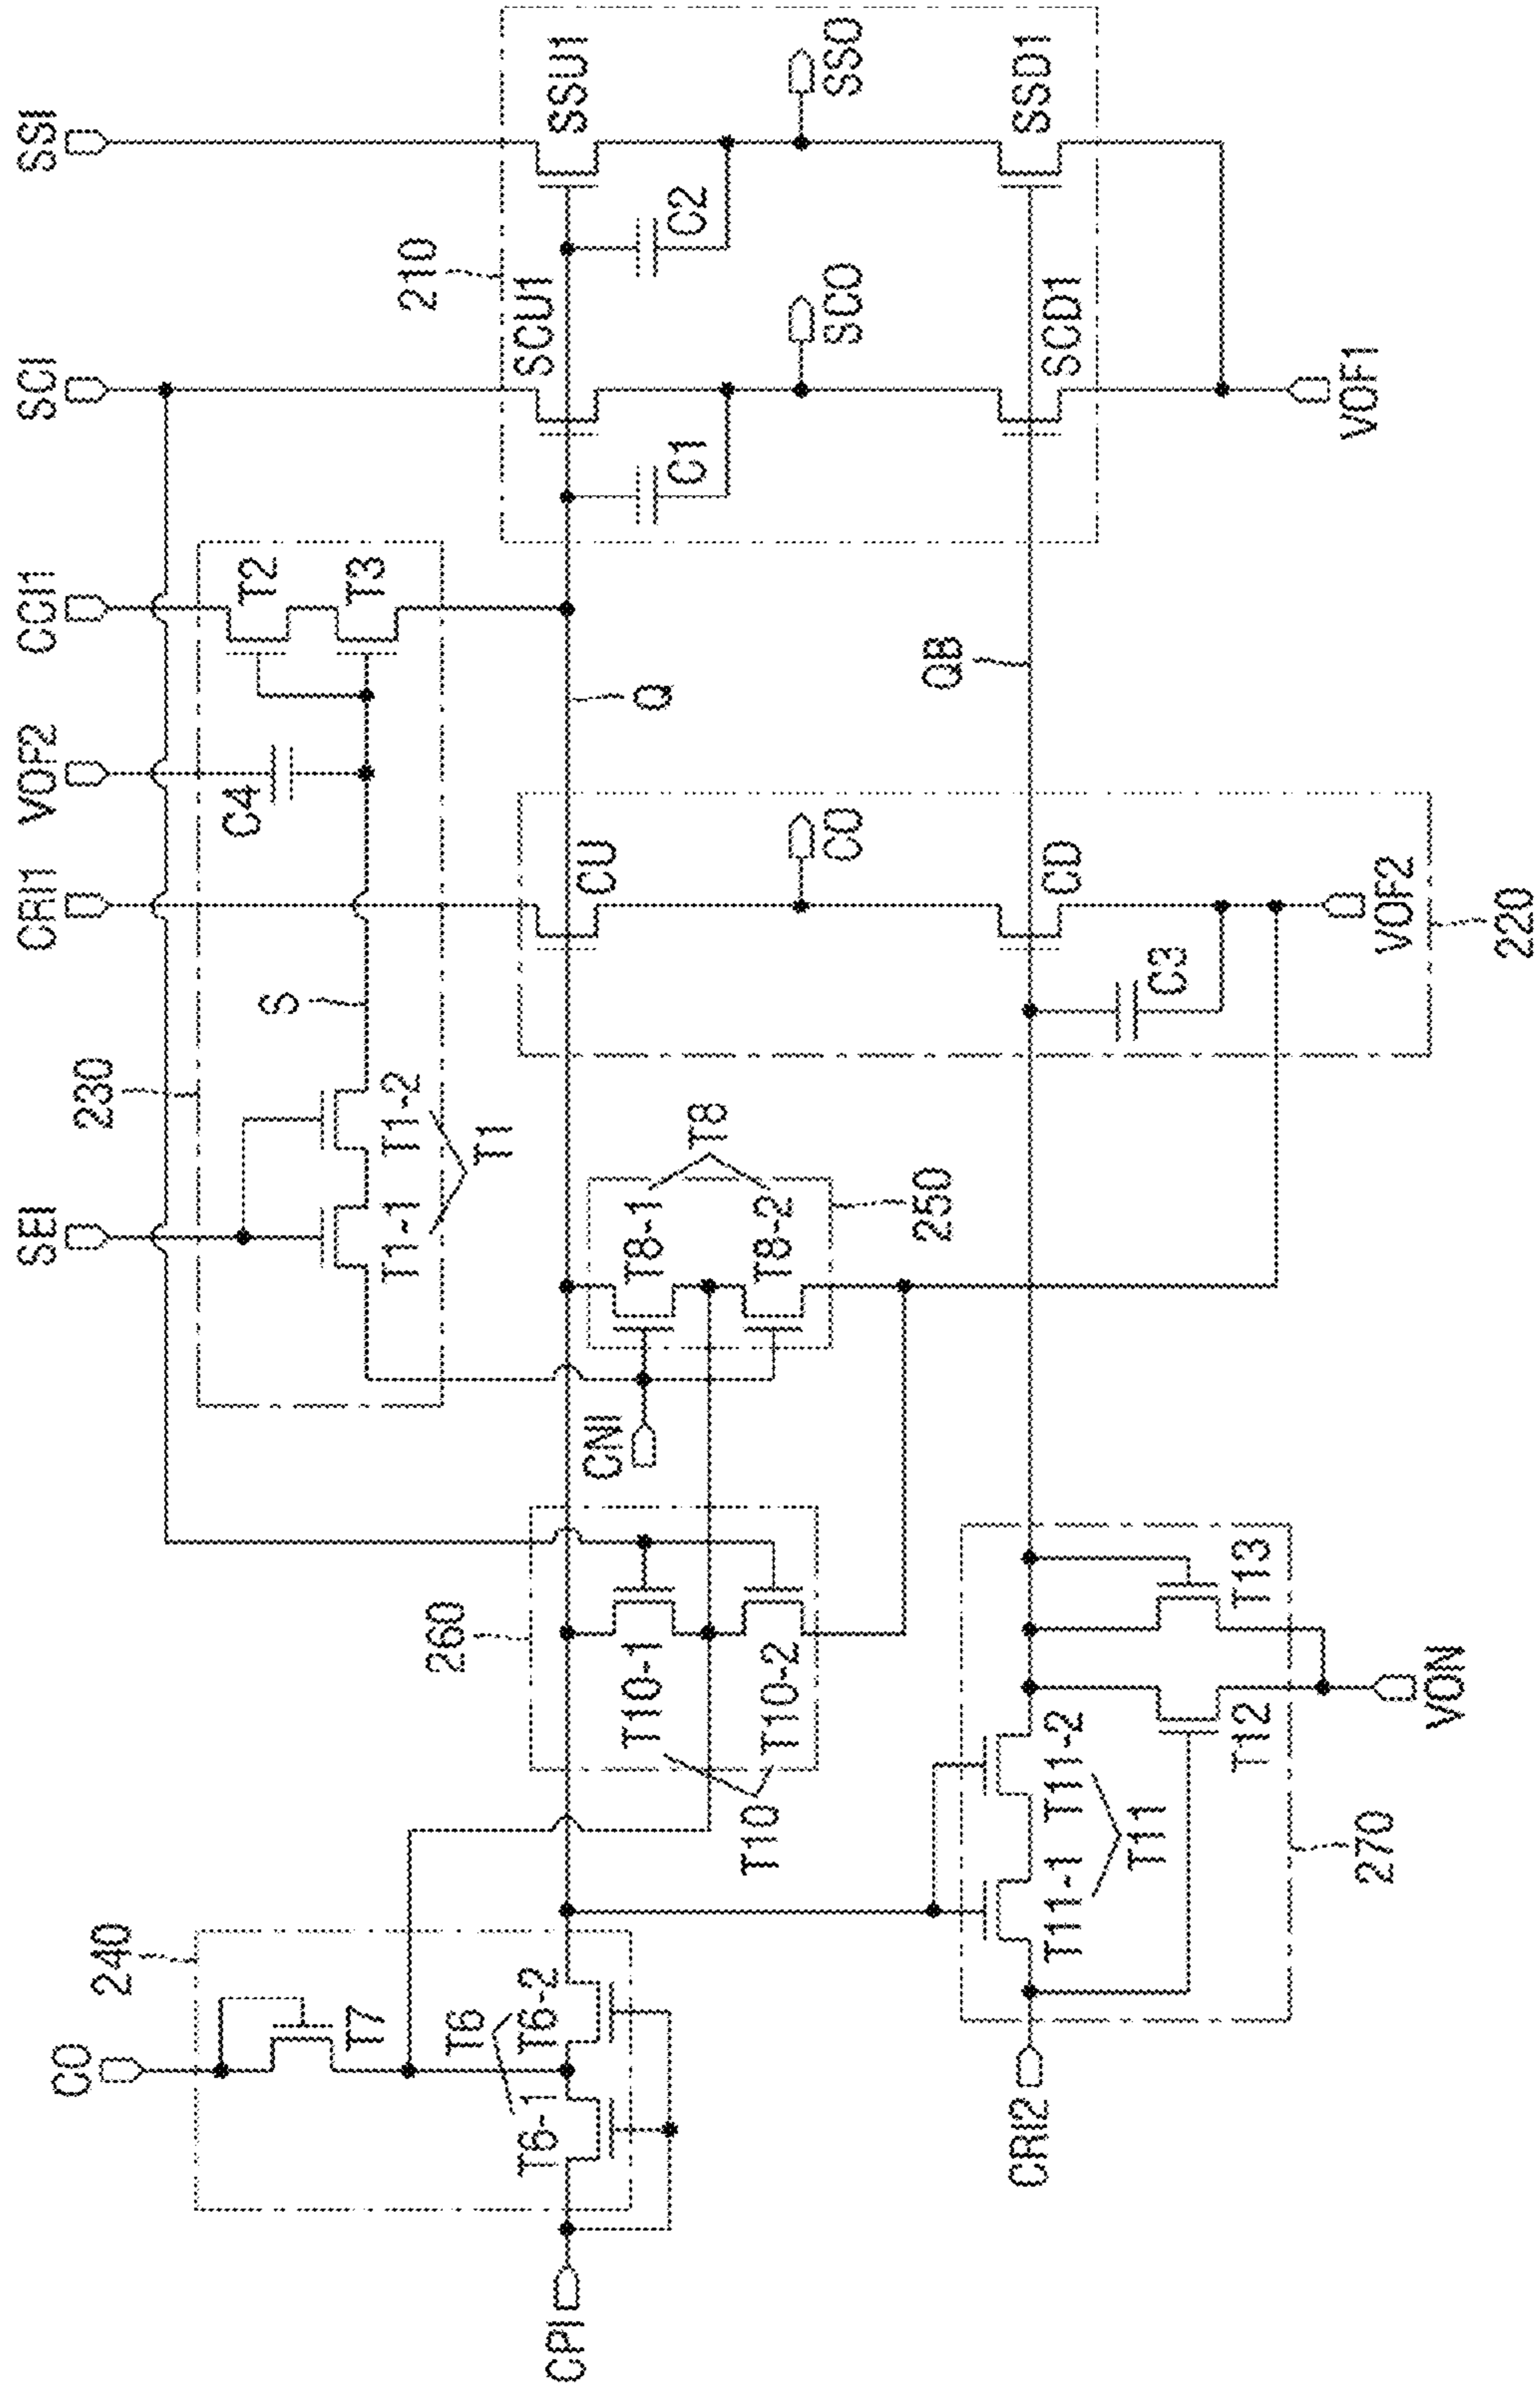 SSI
SCI
CCI1
VOF2
CRI1
SEI
CO
230
240
210
260
T2
T3
C4
S
T1-1
T1-2
T1
T7
T6
T6-1
T6-2
CPI
SSU1
SCU1
C2
C1
SSO
SCO
SSD1
SCD1
VOF1
Q
QB
CU
CO
CD
C3
VOF2
220
T8
T8-1
T8-2
250
CNI
T10-1
T10-2
T10
T11-1
T11-2
T11
T12
T13
270
VON
CRI2